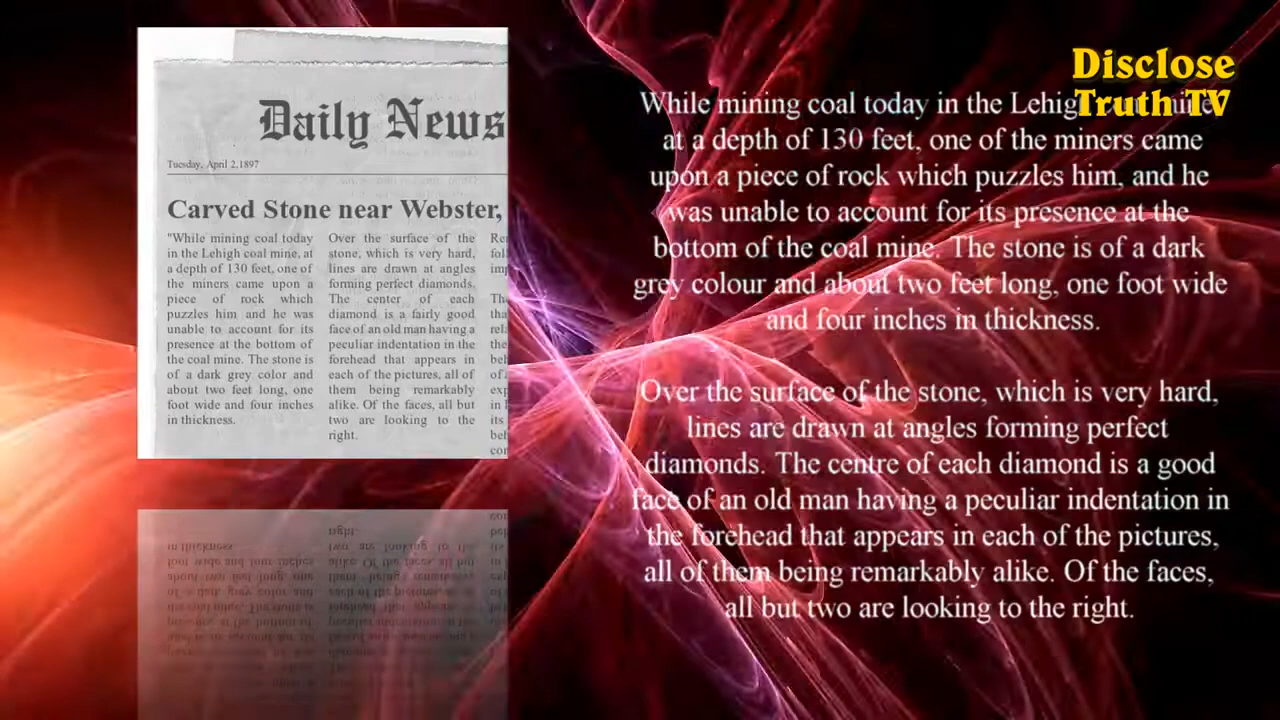 Daily News
Tuesday, April 2,1897
Carved Stone near Webster,
"While mining coal today
in the Lehigh coal mine, at
a depth of 130 feet, one of
the miners came upon a
piece of rock which
puzzles him and he was
unable to account for its
presence at the bottom of
the coal mine. The stone is
of a dark grey color and
about two feet long, one
foot wide and four inches
in thickness.
Over the surface of the
stone, which is very hard,
lines are drawn at angles
forming perfect diamonds.
The center of each
diamond is a fairly good
face of an old man having a
peculiar indentation in the
forehead that appears in
each of the pictures, all of
them being remarkably
alike. Of the faces, all but
two are looking to the
right.
Disclose
Truth TV
While mining coal today in the
at a depth of 130 feet, one of the miners came
upon a piece of rock which puzzles him, and he
was unable to account for its presence at the
bottom of the coal mine. The stone is of a dark
grey colour and about two feet long, one foot wide
and four inches in thickness.
Over the surface of the stone, which is very hard,
lines are drawn at angles forming perfect
diamonds. The centre of each diamond is a good
face of an old man having a peculiar indentation in
the forehead that appears in each of the pictures,
all of them being remarkably alike. Of the faces,
all but two are looking to the right.